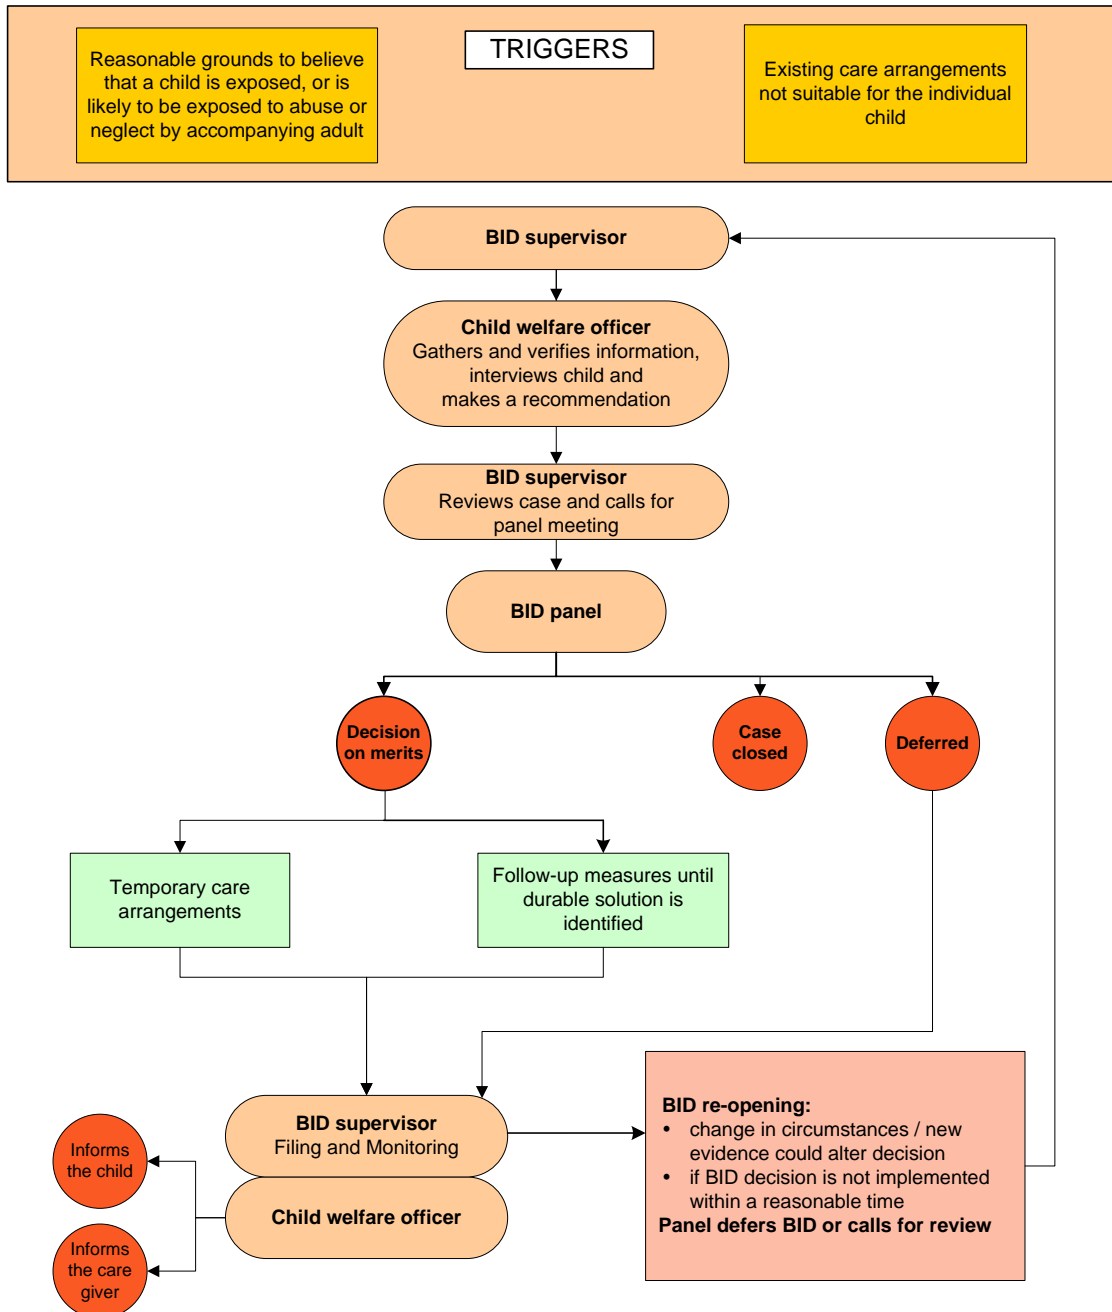 TRIGGERS
Reasonable grounds to believe
that a child is exposed, or is
likely to be exposed to abuse or
neglect by accompanying adult
Existing care arrangements
not suitable for the individual
child
BID supervisor
Child welfare officer
Gathers and verifies information,
interviews child and
makes a recommendation
BID supervisor
Reviews case and calls for
panel meeting
BID panel
Decision
on merits
Case
closed
Deferred
Temporary care
arrangements
Follow-up measures until
durable solution is
identified
BID supervisor
Filing and Monitoring
Child welfare officer
Informs
the child
Informs
the care
giver
BID re-opening:
• change in circumstances / new
evidence could alter decision
• if BID decision is not implemented
within a reasonable time
Panel defers BID or calls for review